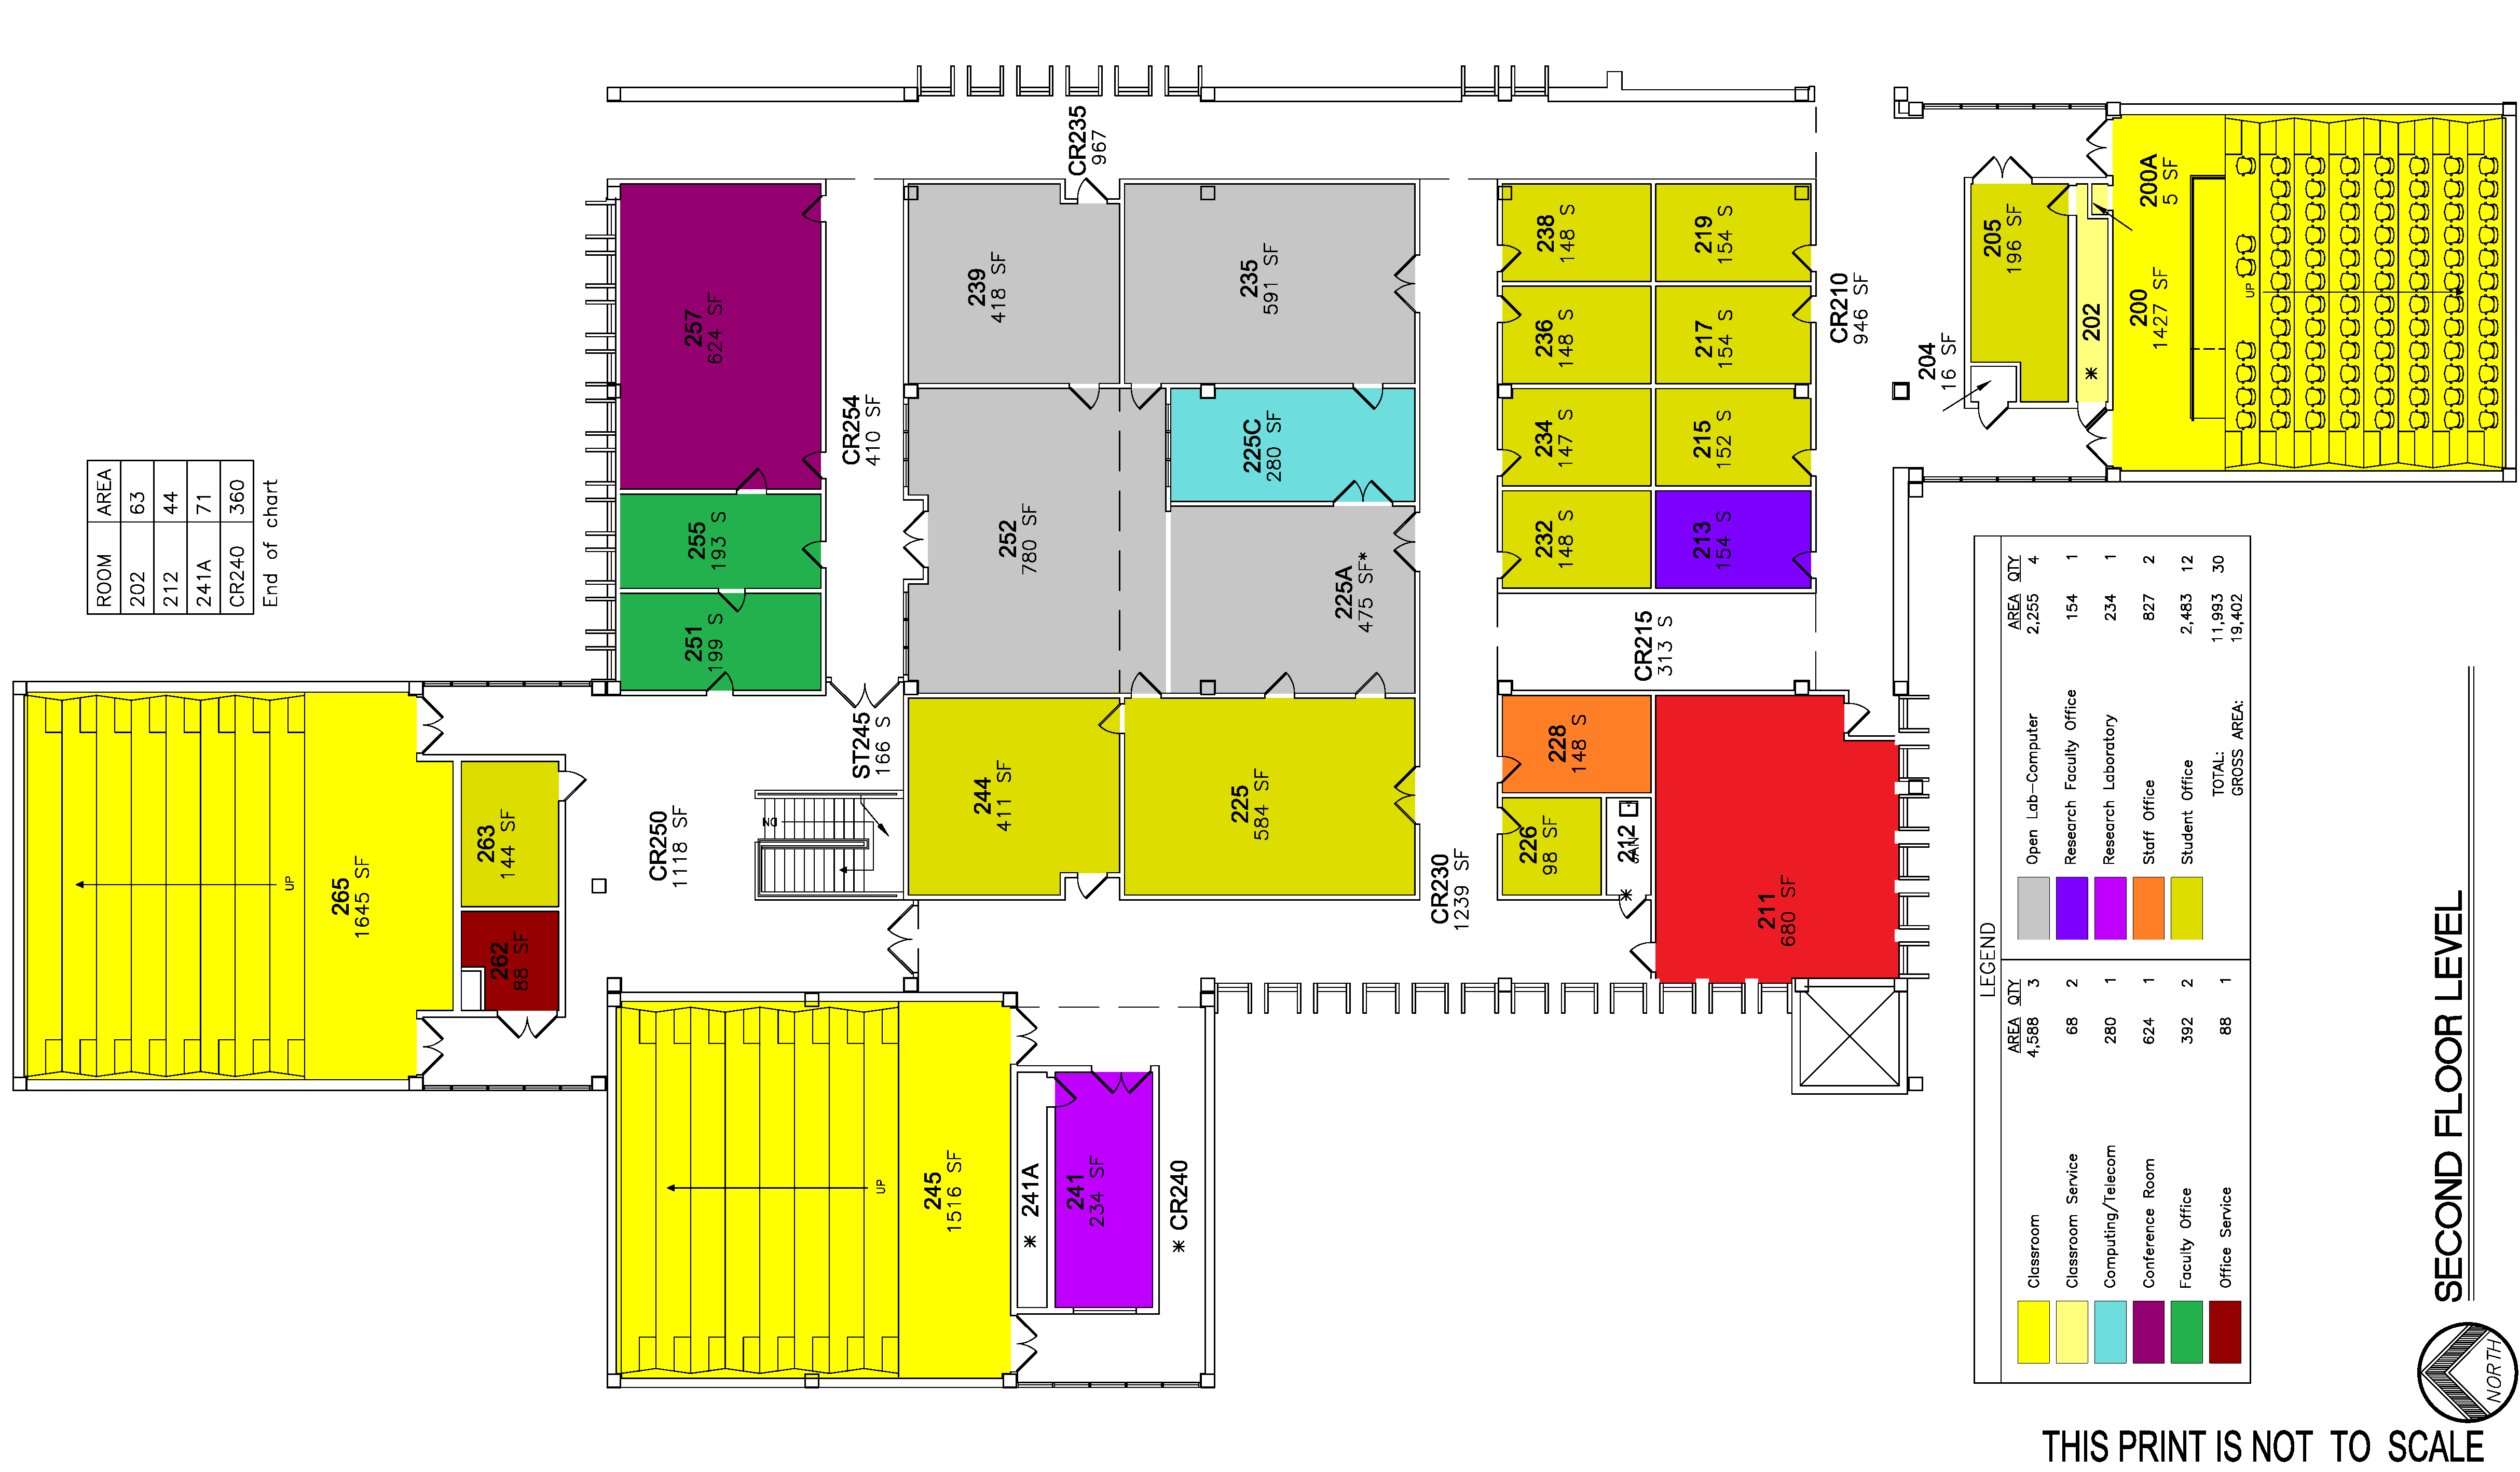 ROOM AREA
202 63
212 44
241A 71
CR240 360
End of chart
265
1645 SF
UP
263
144 SF
262
88 SF
CR250
1118 SF
DN
ST245
166 S
257
624 SF
255
193 S
251
199 S
CR254
410 SF
CR235
967
239
418 SF
235
591 SF
252
780 SF
225C
280 SF
225A
475 SF*
244
411 SF
225
584 SF
CR230
1239 SF
245
1516 SF
UP
* 241A
241
234 SF
* CR240
238
148 S
219
154 S
236
148 S
217
154 S
234
147 S
215
152 S
232
148 S
213
154 S
CR215
313 S
228
148 S
226
98 SF
* 212
JAN
211
680 SF
CR210
946 SF
204
16 SF
205
196 SF
* 202
200A
5 SF
200
1427 SF
UP
LEGEND
AREA QTY
Classroom 4,588 3
Classroom Service 68 2
Computing/Telecom 280 1
Conference Room 624 1
Faculty Office 392 2
Office Service 88 1
AREA QTY
Open Lab-Computer 2,255 4
Research Faculty Office 154 1
Research Laboratory 234 1
Staff Office 827 2
Student Office 2,483 12
TOTAL: 11,993 30
GROSS AREA: 19,402
SECOND FLOOR LEVEL
NORTH
THIS PRINT IS NOT TO SCALE